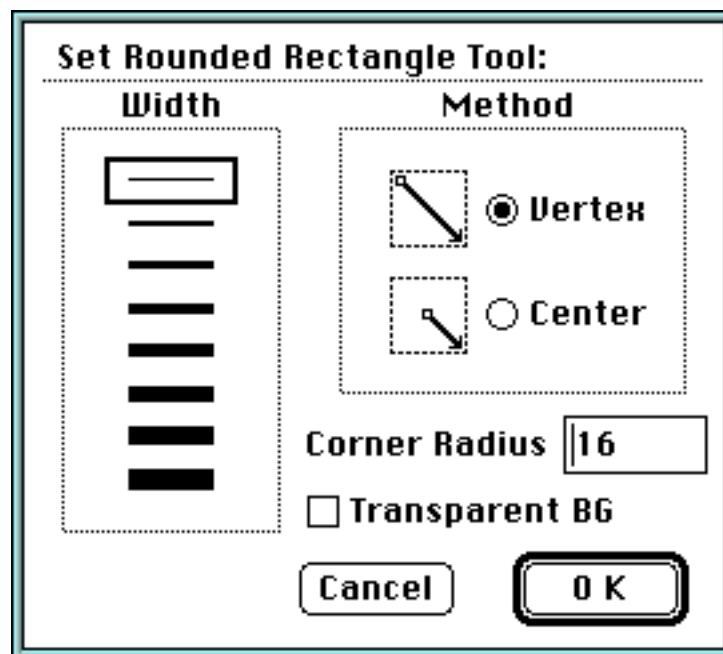 Set Rounded Rectangle Tool:
Width
Method
Vertex
Center
Corner Radius 16
Transparent BG
Cancel
OK